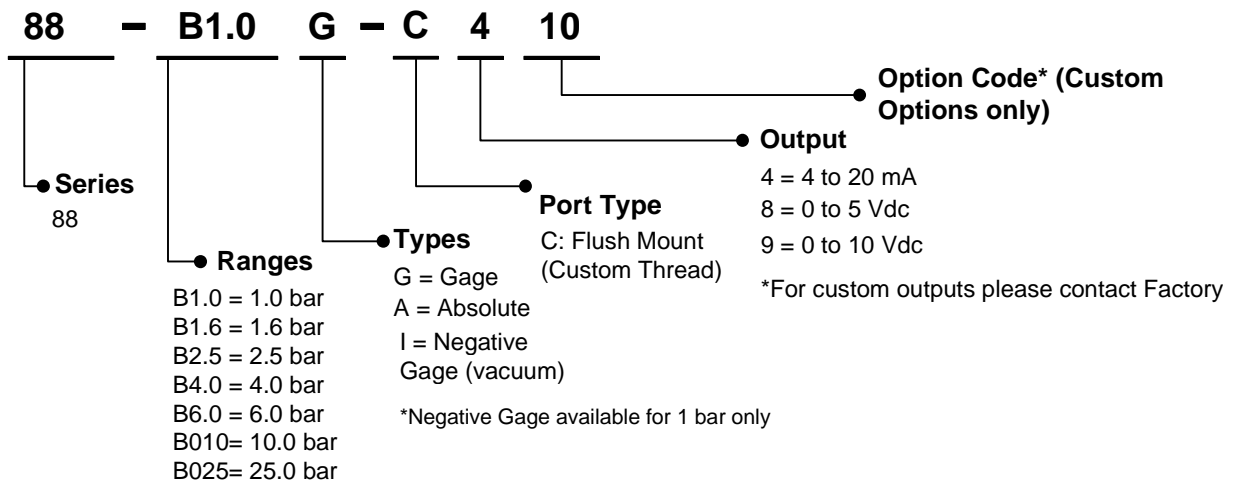 88 – B1.0 G – C 4 10
Option Code* (Custom
Options only)
Output
4 = 4 to 20 mA
8 = 0 to 5 Vdc
9 = 0 to 10 Vdc
*For custom outputs please contact Factory
Port Type
C: Flush Mount
(Custom Thread)
Types
G = Gage
A = Absolute
I = Negative
Gage (vacuum)
*Negative Gage available for 1 bar only
Series
88
Ranges
B1.0 = 1.0 bar
B1.6 = 1.6 bar
B2.5 = 2.5 bar
B4.0 = 4.0 bar
B6.0 = 6.0 bar
B010= 10.0 bar
B025= 25.0 bar